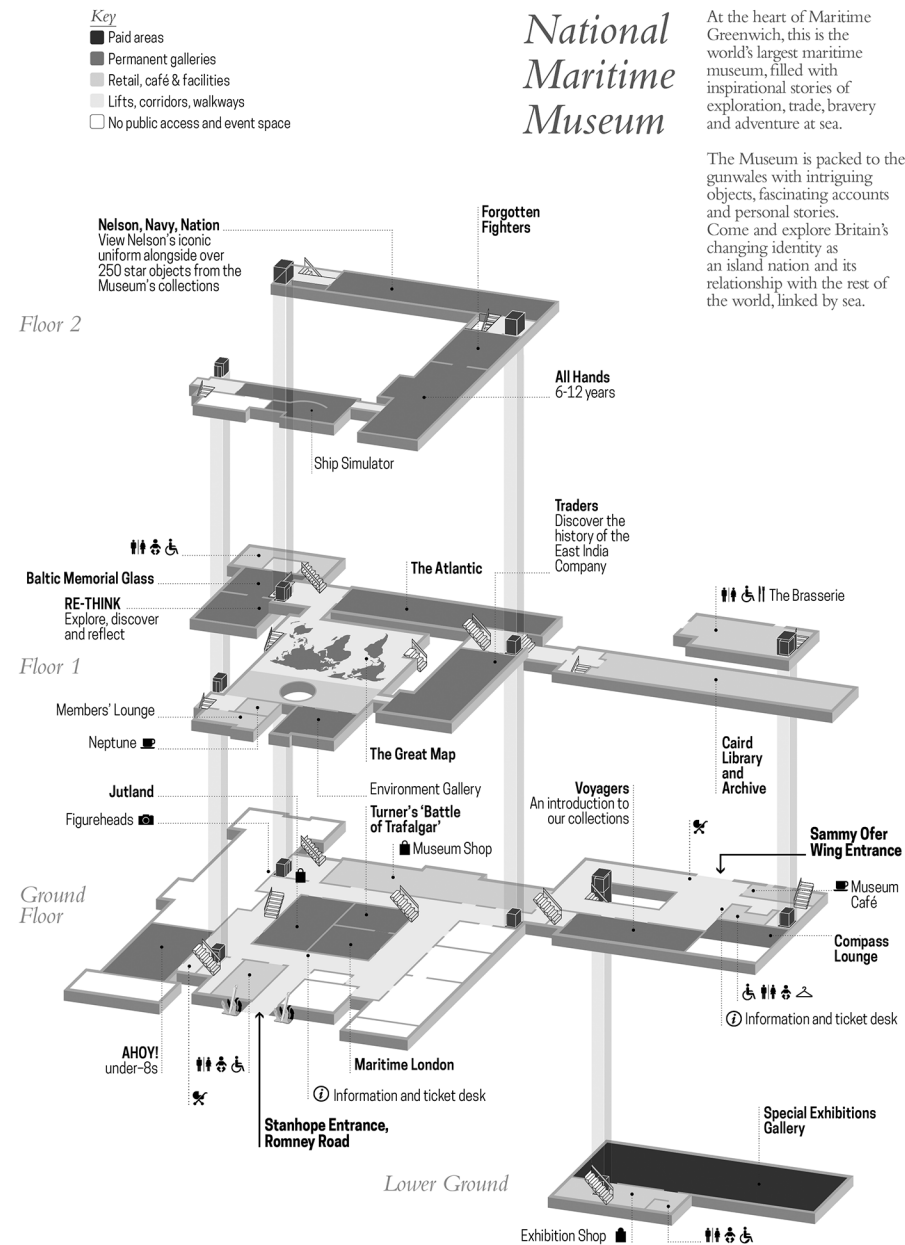 Key
Paid areas
Permanent galleries
Retail, café & facilities
Lifts, corridors, walkways
No public access and event space
National
Maritime
Museum
At the heart of Maritime
Greenwich, this is the
world's largest maritime
museum, filled with
inspirational stories of
exploration, trade, bravery
and adventure at sea.
The Museum is packed to the
gunwales with intriguing
objects, fascinating accounts
and personal stories.
Come and explore Britain's
changing identity as
an island nation and its
relationship with the rest of
the world, linked by sea.
Nelson, Navy, Nation
View Nelson's iconic
uniform alongside over
250 star objects from the
Museum's collections
Forgotten
Fighters
Floor 2
All Hands
6-12 years
Ship Simulator
Traders
Discover the
history of the
East India
Company
Baltic Memorial Glass
The Atlantic
RE-THINK
Explore, discover
and reflect
The Brasserie
Floor 1
Members' Lounge
Neptune
The Great Map
Caird
Library
and
Archive
Environment Gallery
Jutland
Figureheads
Turner's 'Battle
of Trafalgar'
Museum Shop
Voyagers
An introduction to
our collections
Sammy Ofer
Wing Entrance
Ground
Floor
Museum
Café
Compass
Lounge
Information and ticket desk
AHOY!
under-8s
Maritime London
Information and ticket desk
Stanhope Entrance,
Romney Road
Special Exhibitions
Gallery
Lower Ground
Exhibition Shop